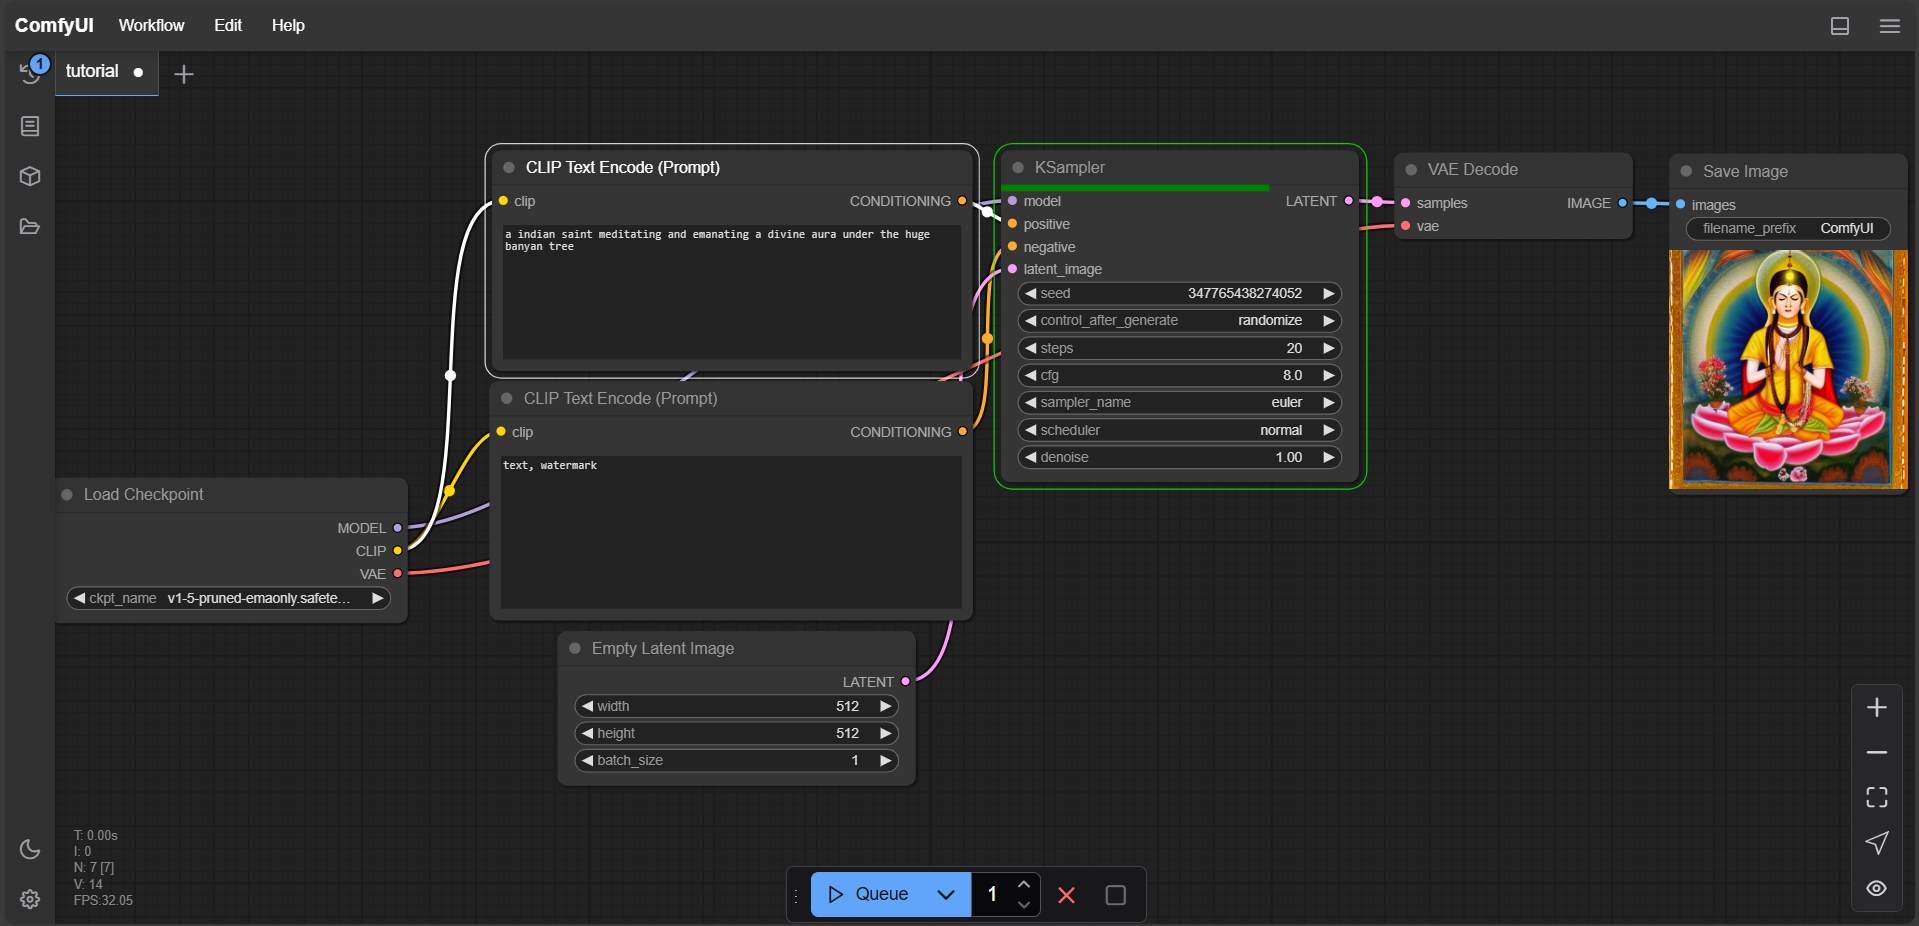 ComfyUI Workflow Edit Help
1
tutorial
CLIP Text Encode (Prompt)
clip CONDITIONING
a indian saint meditating and emanating a divine aura under the huge
banyan tree
CLIP Text Encode (Prompt)
clip CONDITIONING
text, watermark
Load Checkpoint
MODEL
CLIP
VAE
ckpt_name v1-5-pruned-emaonly.safete...
Empty Latent Image
LATENT
width 512
height 512
batch_size 1
KSampler
model LATENT
positive
negative
latent_image
seed 347765438274052
control_after_generate randomize
steps 20
cfg 8.0
sampler_name euler
scheduler normal
denoise 1.00
VAE Decode
samples IMAGE
vae
Save Image
images
filename_prefix ComfyUI
T: 0.00s
I: 0
N: 7 [7]
V: 14
FPS:32.05
Queue 1